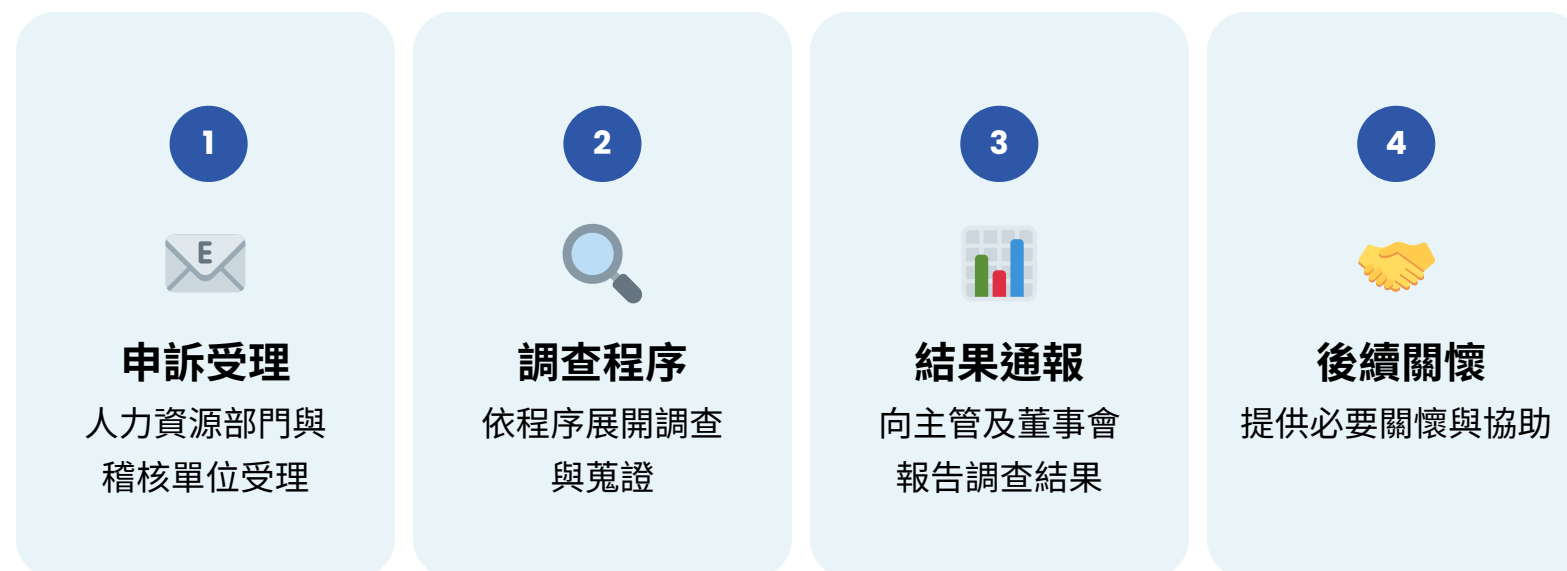 1
E
申訴受理
人力資源部門與
稽核單位受理
2
調查程序
依程序展開調查
與蒐證
3
結果通報
向主管及董事會
報告調查結果
4
後續關懷
提供必要關懷與協助